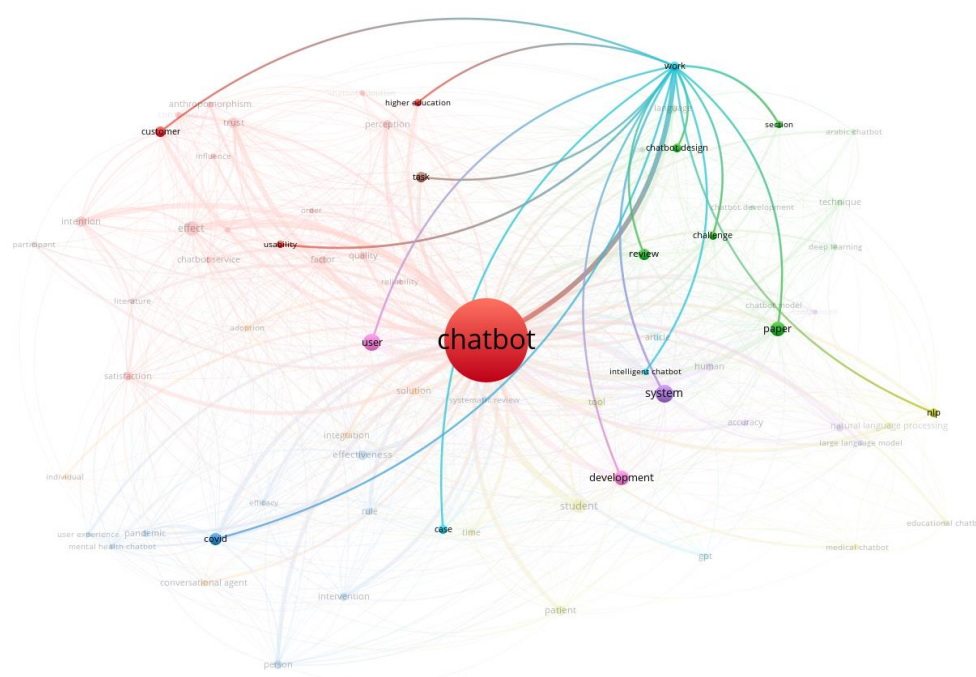 work
higher education
anthropomorphism
language
trust
perception
section
customer
arabic chatbot
chatbot design
influence
task
technique
order
chatbot development
intention
effect
challenge
participant
usability
deep learning
review
quality
chatbot service
factor
reliability
literature
chatbot model
adoption
paper
chatbot
user
artistic
human
intelligent chatbot
satisfaction
solution
system
systematic review
tool
nlp
accuracy
natural language processing
integration
large language model
effectiveness
individual
development
efficacy
student
role
educational chatb
case
time
user experience
pandemic
covid
mental health chatbot
medical chatbot
gpt
conversational agent
intervention
patient
person